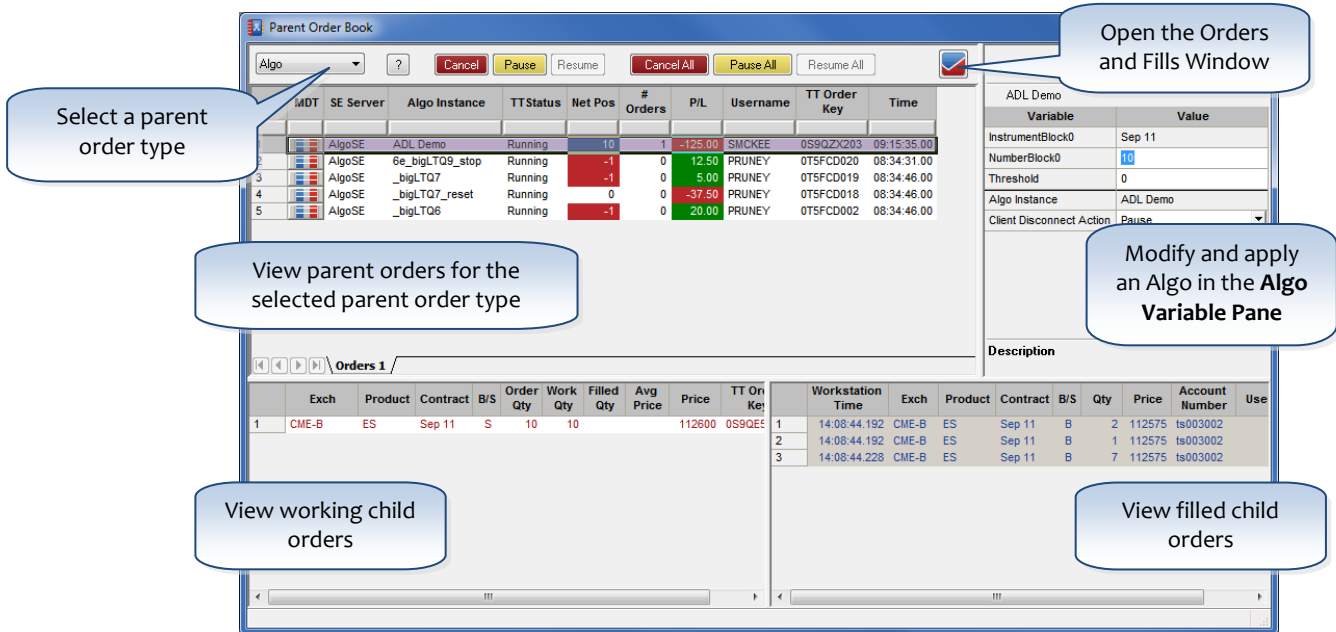 Parent Order Book
Open the Orders
and Fills Window
Algo ? Cancel Pause Resume Cancel All Pause All Resume All
Select a parent
order type
MDT SE Server Algo Instance TTStatus Net Pos # Orders P/L Username TT Order Key Time
AlgoSE ADL Demo Running 10 1 -125.00 SMCKEE 0S9QZX203 09:15:35.00
2 AlgoSE 6e_bigLTQ9_stop Running -1 0 12.50 PRUNEY 0T5FCD020 08:34:31.00
3 AlgoSE _bigLTQ7 Running -1 0 5.00 PRUNEY 0T5FCD019 08:34:46.00
4 AlgoSE _bigLTQ7_reset Running 0 0 -37.50 PRUNEY 0T5FCD018 08:34:46.00
5 AlgoSE _bigLTQ6 Running -1 0 20.00 PRUNEY 0T5FCD002 08:34:46.00
ADL Demo
Variable Value
InstrumentBlock0 Sep 11
NumberBlock0 10
Threshold 0
Algo Instance ADL Demo
Client Disconnect Action Pause
View parent orders for the
selected parent order type
Modify and apply
an Algo in the Algo
Variable Pane
Orders 1
Description
Exch Product Contract B/S Order Qty Work Qty Filled Qty Avg Price Price TT Ord Key
1 CME-B ES Sep 11 S 10 10 112600 0S9QE5
Workstation Time Exch Product Contract B/S Qty Price Account Number Use
1 14:08:44.192 CME-B ES Sep 11 B 2 112575 ts003002
2 14:08:44.192 CME-B ES Sep 11 B 1 112575 ts003002
3 14:08:44.228 CME-B ES Sep 11 B 7 112575 ts003002
View working child
orders
View filled child
orders